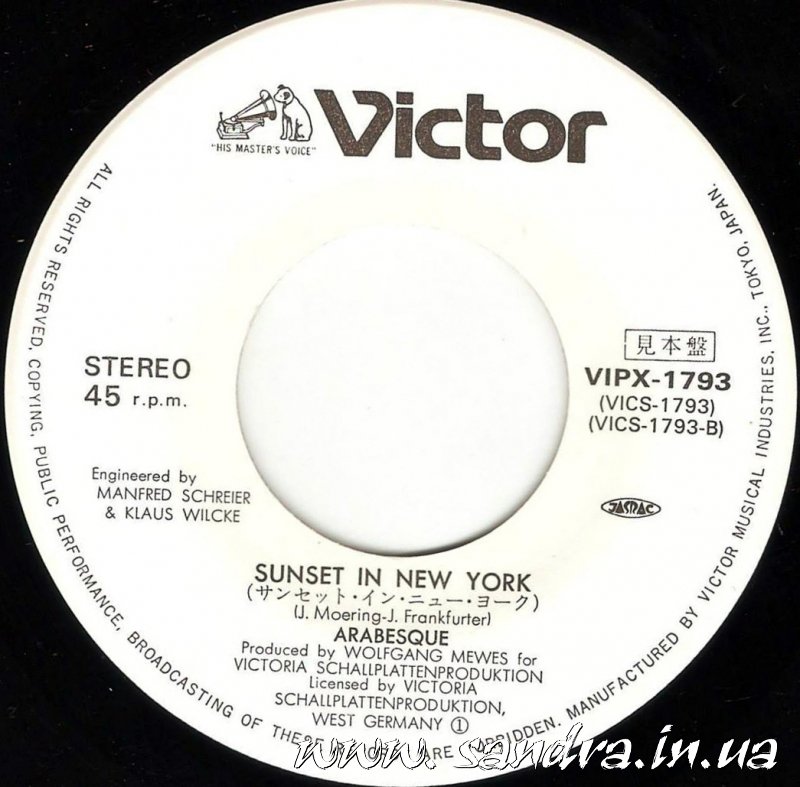 "HIS MASTER'S VOICE"
Victor
STEREO
45 r.p.m.
見本盤
VIPX-1793
(VICS-1793)
(VICS-1793-B)
Engineered by
MANFRED SCHREIER
& KLAUS WILCKE
JASRAC
SUNSET IN NEW YORK
(サンセット・イン・ニュー・ヨーク)
(J. Moering-J. Frankfurter)
ARABESQUE
Produced by WOLFGANG MEWES for
VICTORIA SCHALLPLATTENPRODUKTION
Licensed by VICTORIA
SCHALLPLATTENPRODUKTION,
WEST GERMANY ①
ALL RIGHTS RESERVED, COPYING, PUBLIC PERFORMANCE, BROADCASTING OF THESE ARE FORBIDDEN. MANUFACTURED BY VICTOR MUSICAL INDUSTRIES, INC., TOKYO, JAPAN.
www.sandra.in.ua